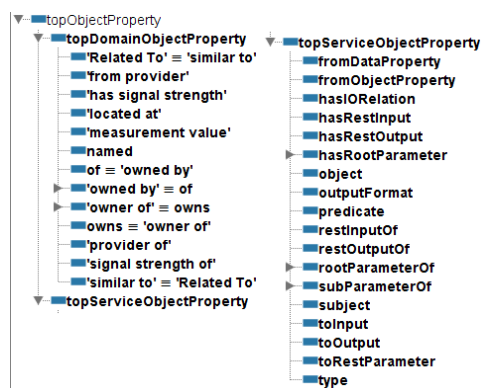 topObjectProperty
topDomainObjectProperty
'Related To' ≡ 'similar to'
'from provider'
'has signal strength'
'located at'
'measurement value'
named
of ≡ 'owned by'
'owned by' ≡ of
'owner of' ≡ owns
owns ≡ 'owner of'
'provider of'
'signal strength of'
'similar to' ≡ 'Related To'
topServiceObjectProperty
topServiceObjectProperty
fromDataProperty
fromObjectProperty
hasIORelation
hasRestInput
hasRestOutput
hasRootParameter
object
outputFormat
predicate
restInputOf
restOutputOf
rootParameterOf
subParameterOf
subject
toInput
toOutput
toRestParameter
type